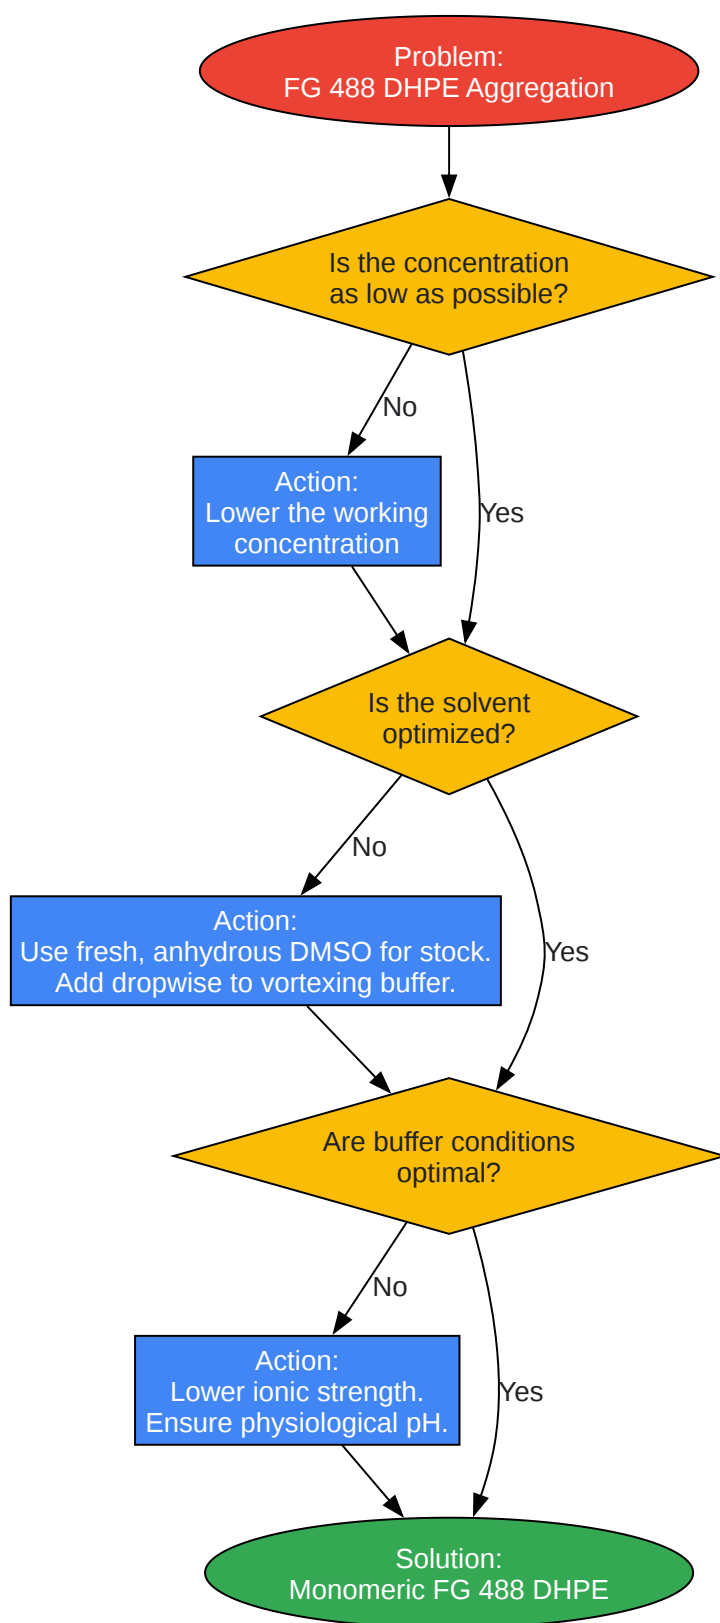 Problem:
FG 488 DHPE Aggregation
Is the concentration
as low as possible?
No
Yes
Action:
Lower the working
concentration
Is the solvent
optimized?
No
Yes
Action:
Use fresh, anhydrous DMSO for stock.
Add dropwise to vortexing buffer.
Are buffer conditions
optimal?
No
Yes
Action:
Lower ionic strength.
Ensure physiological pH.
Solution:
Monomeric FG 488 DHPE